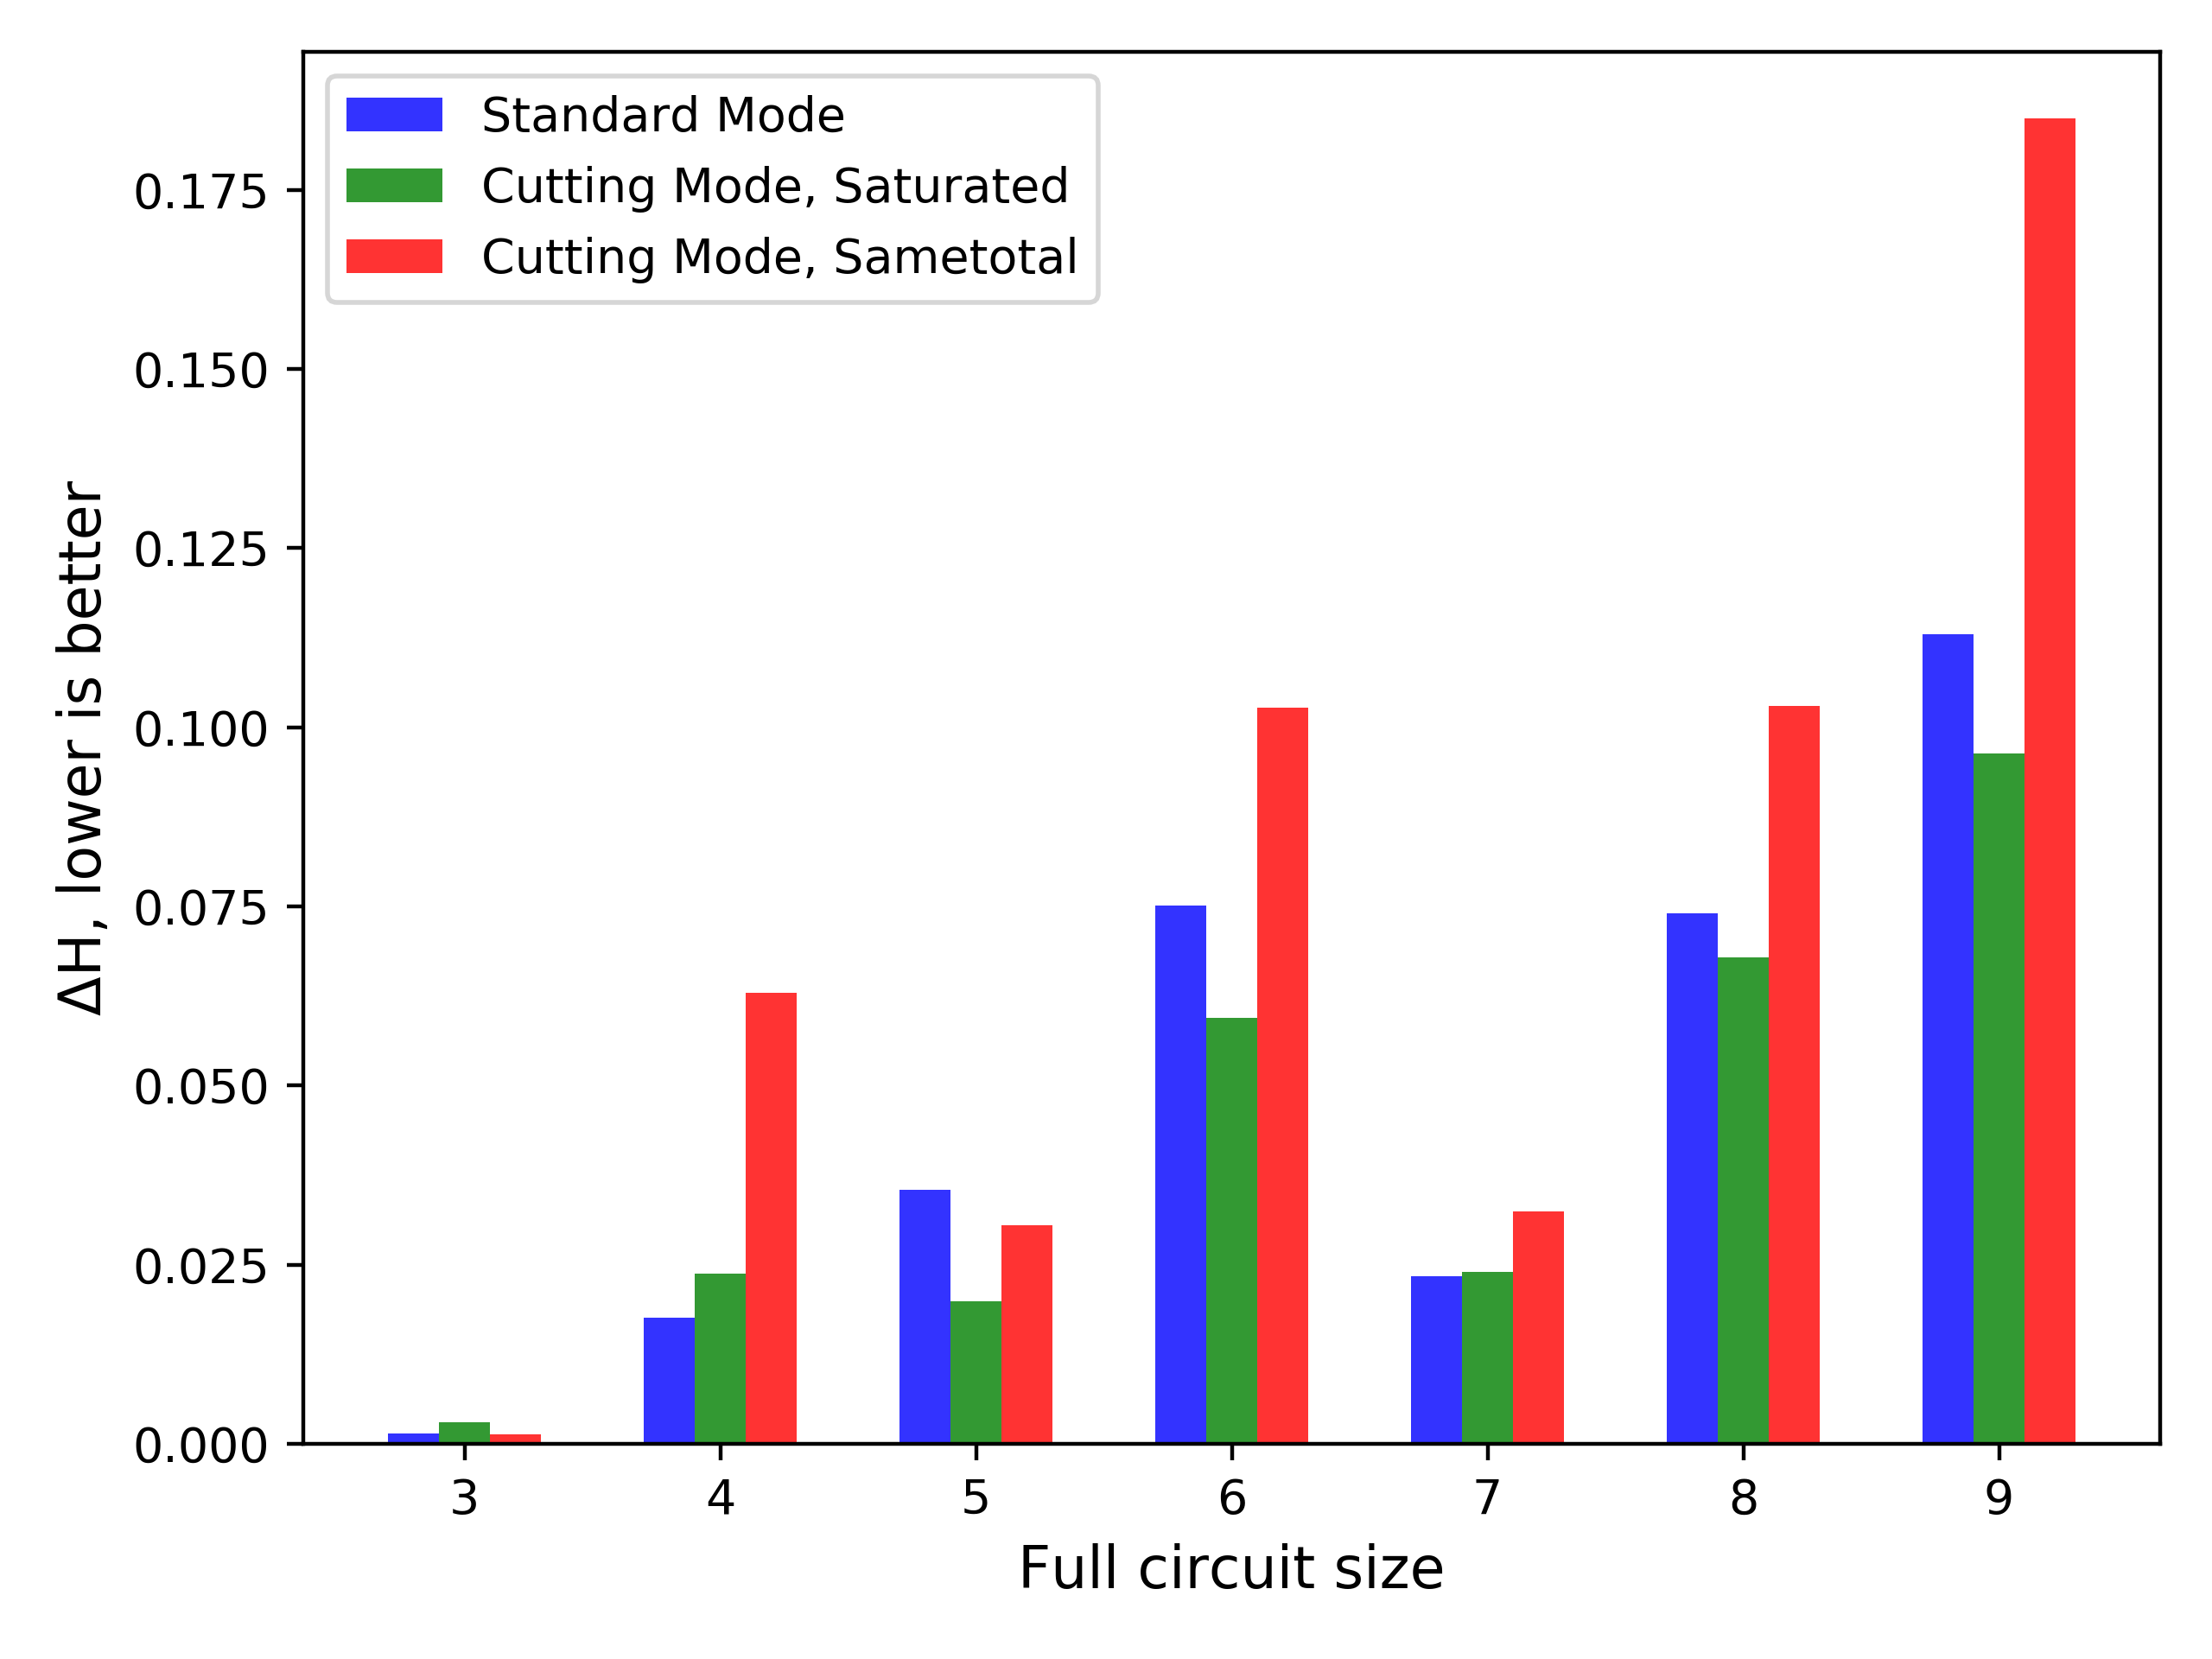 Standard Mode
Cutting Mode, Saturated
Cutting Mode, Sametotal
ΔH, lower is better
0.175
0.150
0.125
0.100
0.075
0.050
0.025
0.000
3 4 5 6 7 8 9
Full circuit size